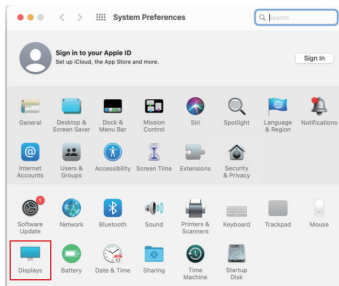 System Preferences
Search
Sign in to your Apple ID
Set up iCloud, the App Store and more.
Sign In
General
Desktop &
Screen Saver
Dock &
Menu Bar
Mission
Control
Siri
Spotlight
Language
& Region
Notifications
Internet
Accounts
Users &
Groups
Accessibility
Screen Time
Extensions
Security
& Privacy
Software
Update
Network
Bluetooth
Sound
Printers &
Scanners
Keyboard
Trackpad
Mouse
Displays
Battery
Date & Time
Sharing
Time
Machine
Startup
Disk